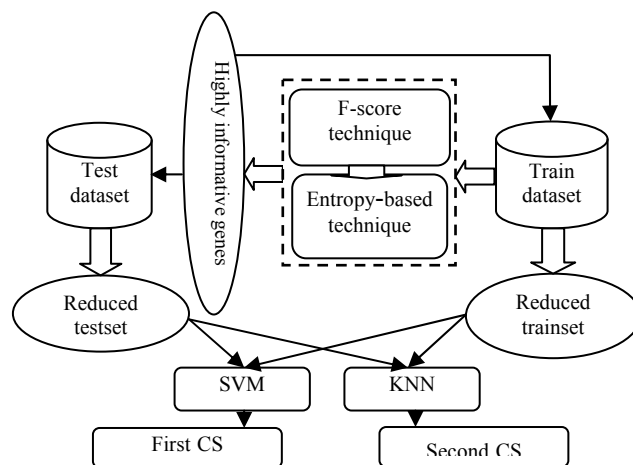 Highly informative genes
F-score
technique
Entropy-based
technique
Test
dataset
Train
dataset
Reduced
testset
Reduced
trainset
SVM
KNN
First CS
Second CS